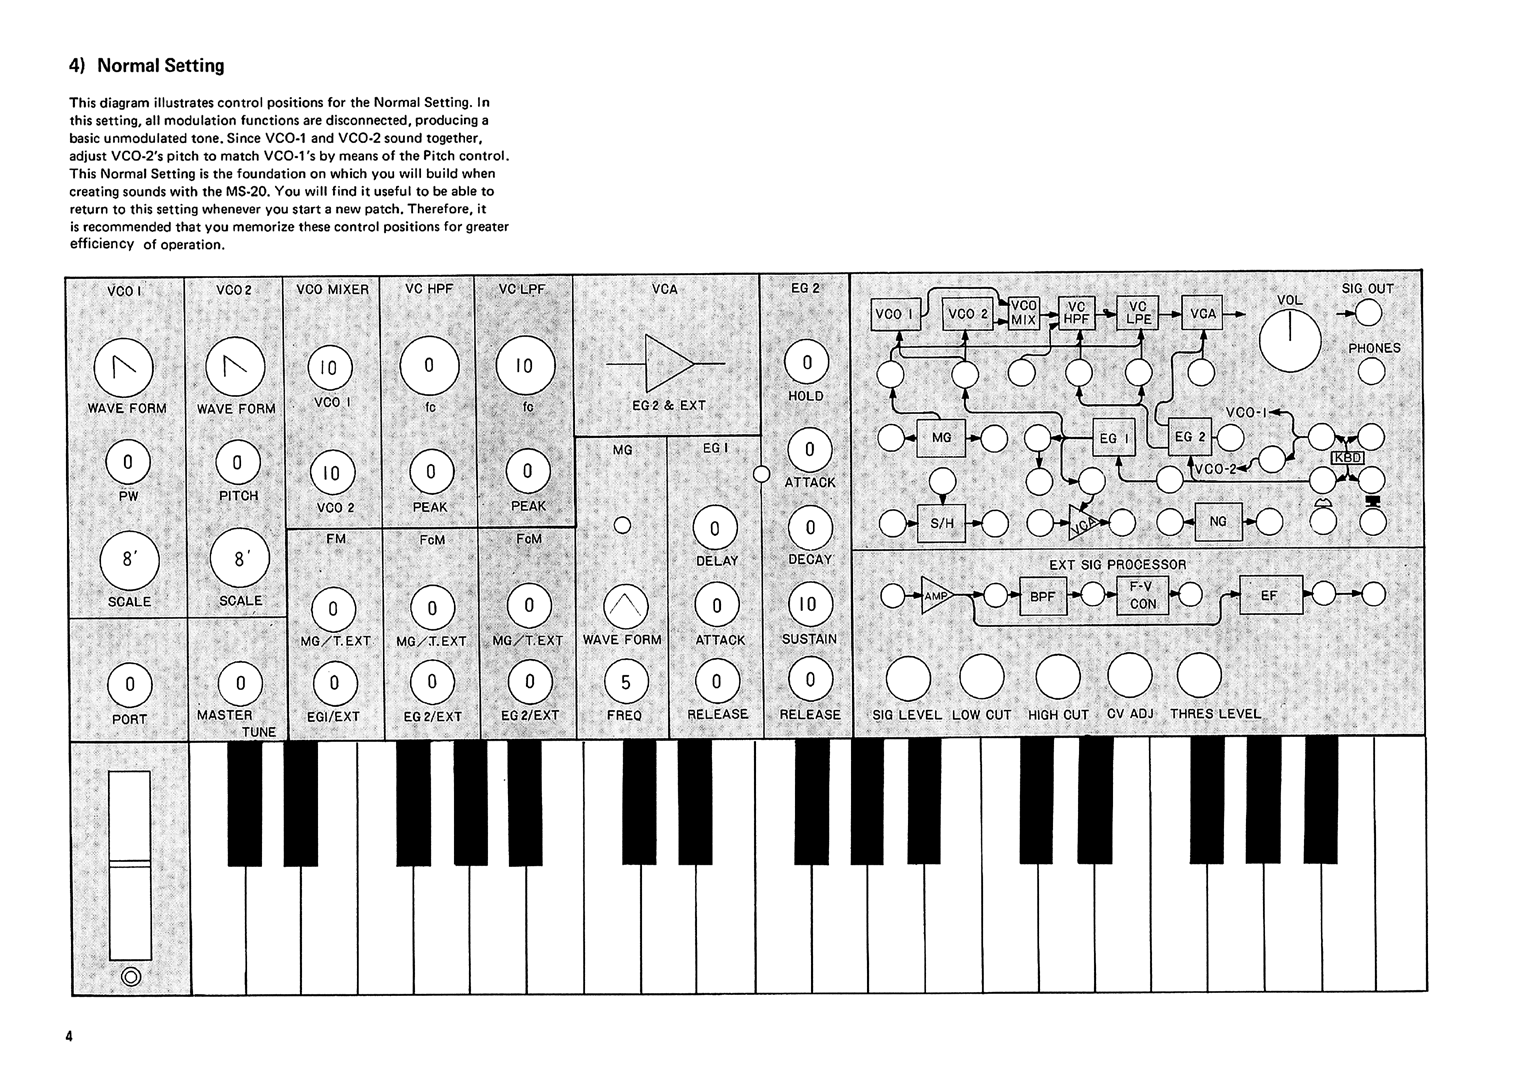 4) Normal Setting
This diagram illustrates control positions for the Normal Setting. In
this setting, all modulation functions are disconnected, producing a
basic unmodulated tone. Since VCO-1 and VCO-2 sound together,
adjust VCO-2's pitch to match VCO-1's by means of the Pitch control.
This Normal Setting is the foundation on which you will build when
creating sounds with the MS-20. You will find it useful to be able to
return to this setting whenever you start a new patch. Therefore, it
is recommended that you memorize these control positions for greater
efficiency of operation.
VCO 1
WAVE FORM
0
PW
8'
SCALE
0
PORT
VCO 2
WAVE FORM
0
PITCH
8'
SCALE
0
MASTER
TUNE
VCO MIXER
10
VCO 1
10
VCO 2
FM
0
MG/T.EXT
0
EG1/EXT
VC HPF
0
fc
0
PEAK
FcM
0
MG/.T.EXT
0
EG 2/EXT
VC LPF
10
fc
0
PEAK
FcM
0
MG/T.EXT
0
EG 2/EXT
VCA
EG 2 & EXT
MG
WAVE FORM
5
FREQ
EG 1
0
DELAY
0
ATTACK
0
RELEASE
EG 2
0
HOLD
0
ATTACK
0
DECAY
10
SUSTAIN
0
RELEASE
VCO 1
VCO 2
VCO
MIX
VC
HPF
VC
LPE
VCA
VOL
SIG OUT
PHONES
MG
EG 1
EG 2
VCO-1
VCO-2
KBD
S/H
VCA
NG
EXT SIG PROCESSOR
AMP
BPF
F-V
CON
EF
SIG LEVEL
LOW CUT
HIGH CUT
CV ADJ
THRES LEVEL
4